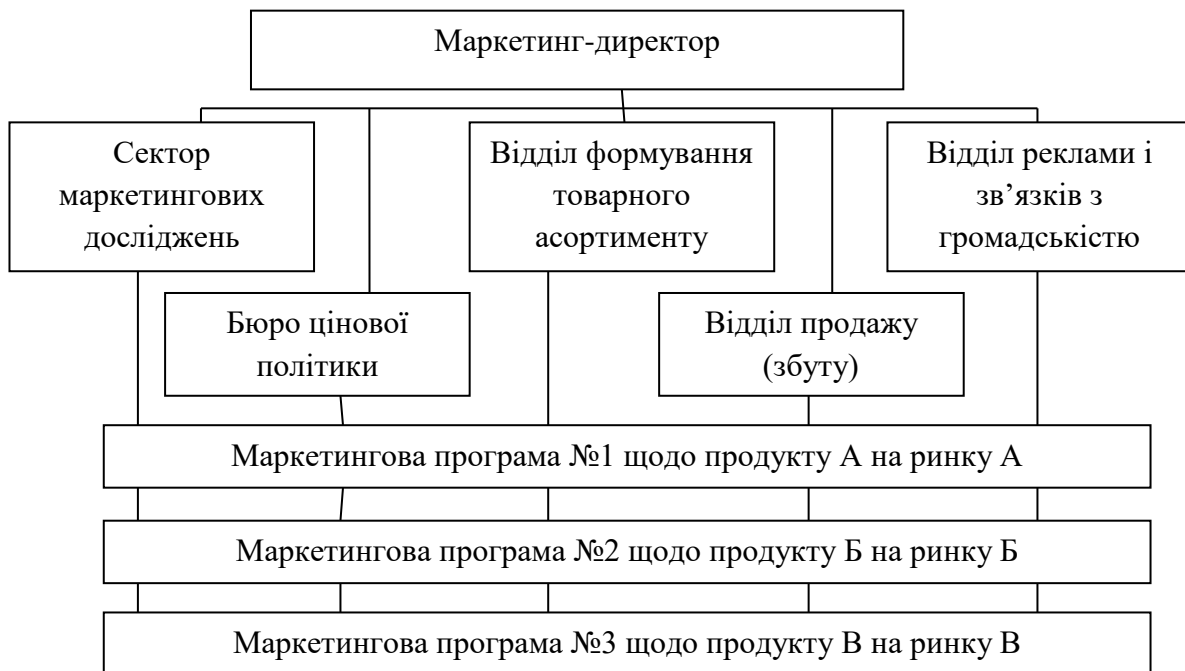 Маркетинг-директор
Сектор
маркетингових
досліджень
Відділ формування
товарного
асортименту
Відділ реклами і
зв’язків з
громадськістю
Бюро цінової
політики
Відділ продажу
(збуту)
Маркетингова програма №1 щодо продукту А на ринку А
Маркетингова програма №2 щодо продукту Б на ринку Б
Маркетингова програма №3 щодо продукту В на ринку В